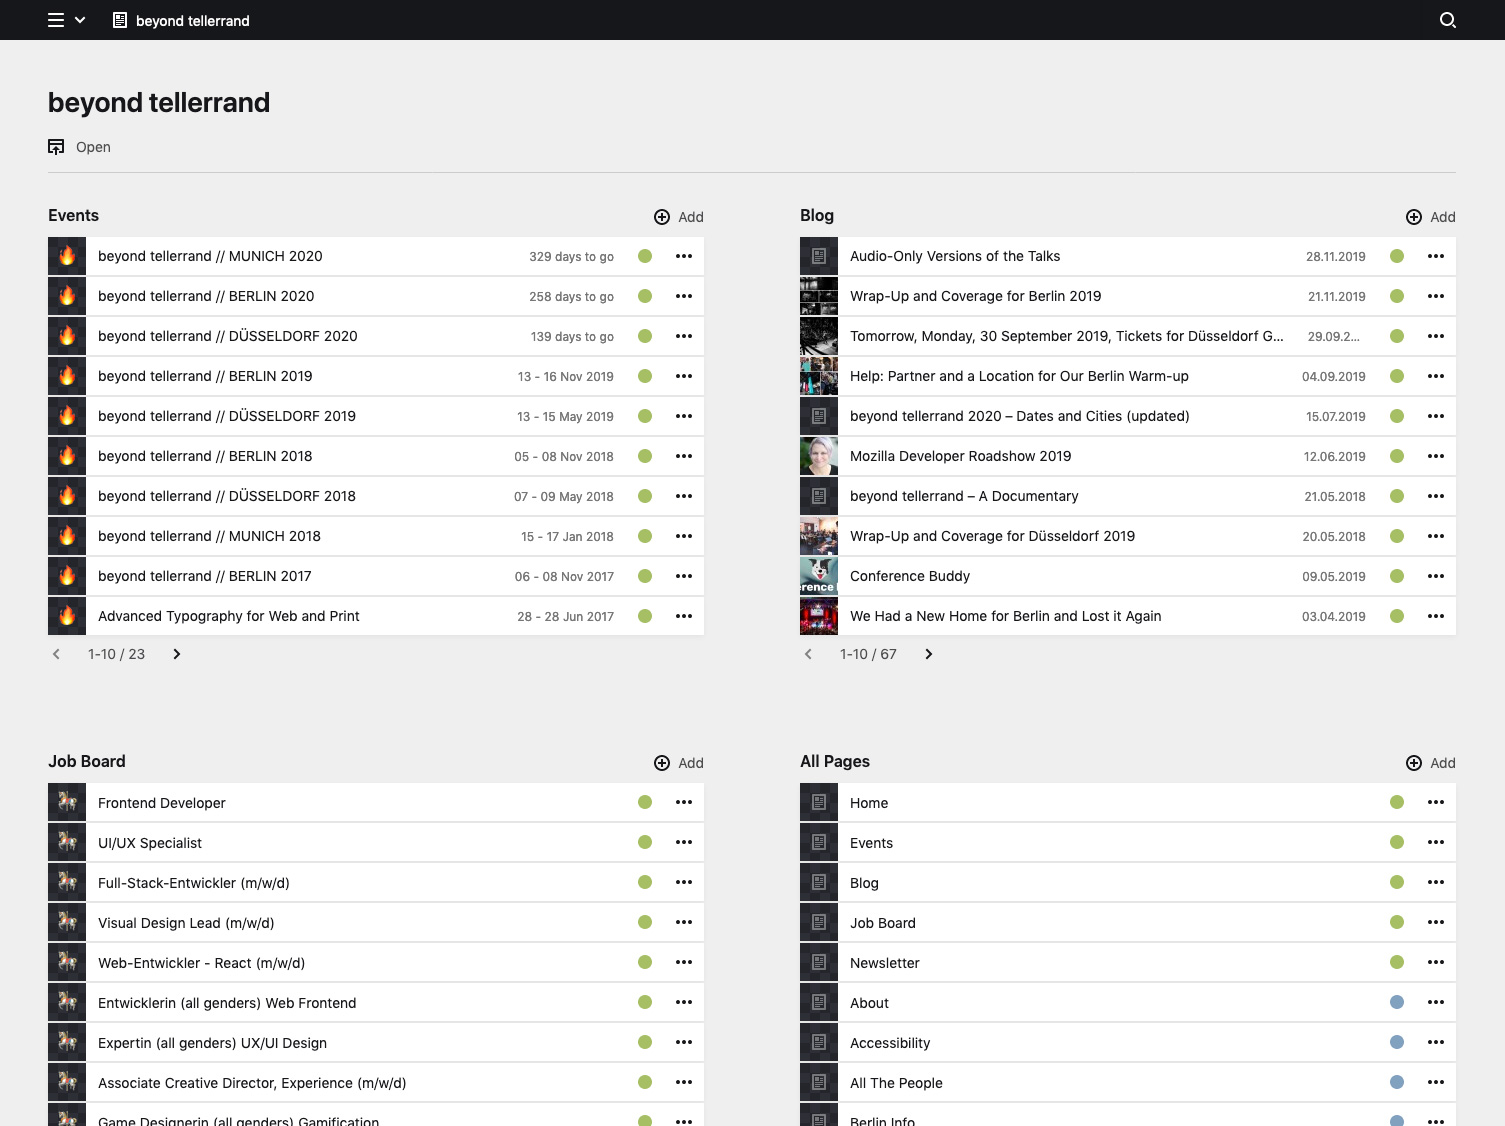 beyond tellerrand
beyond tellerrand
Open
Events
Add
beyond tellerrand // MUNICH 2020 329 days to go
beyond tellerrand // BERLIN 2020 258 days to go
beyond tellerrand // DÜSSELDORF 2020 139 days to go
beyond tellerrand // BERLIN 2019 13 - 16 Nov 2019
beyond tellerrand // DÜSSELDORF 2019 13 - 15 May 2019
beyond tellerrand // BERLIN 2018 05 - 08 Nov 2018
beyond tellerrand // DÜSSELDORF 2018 07 - 09 May 2018
beyond tellerrand // MUNICH 2018 15 - 17 Jan 2018
beyond tellerrand // BERLIN 2017 06 - 08 Nov 2017
Advanced Typography for Web and Print 28 - 28 Jun 2017
1-10 / 23
Blog
Add
Audio-Only Versions of the Talks 28.11.2019
Wrap-Up and Coverage for Berlin 2019 21.11.2019
Tomorrow, Monday, 30 September 2019, Tickets for Düsseldorf G... 29.09.2...
Help: Partner and a Location for Our Berlin Warm-up 04.09.2019
beyond tellerrand 2020 – Dates and Cities (updated) 15.07.2019
Mozilla Developer Roadshow 2019 12.06.2019
beyond tellerrand – A Documentary 21.05.2018
Wrap-Up and Coverage for Düsseldorf 2019 20.05.2018
erence
Conference Buddy 09.05.2019
We Had a New Home for Berlin and Lost it Again 03.04.2019
1-10 / 67
Job Board
Add
Frontend Developer
UI/UX Specialist
Full-Stack-Entwickler (m/w/d)
Visual Design Lead (m/w/d)
Web-Entwickler - React (m/w/d)
Entwicklerin (all genders) Web Frontend
Expertin (all genders) UX/UI Design
Associate Creative Director, Experience (m/w/d)
Game Designerin (all genders) Gamification
All Pages
Add
Home
Events
Blog
Job Board
Newsletter
About
Accessibility
All The People
Berlin Info